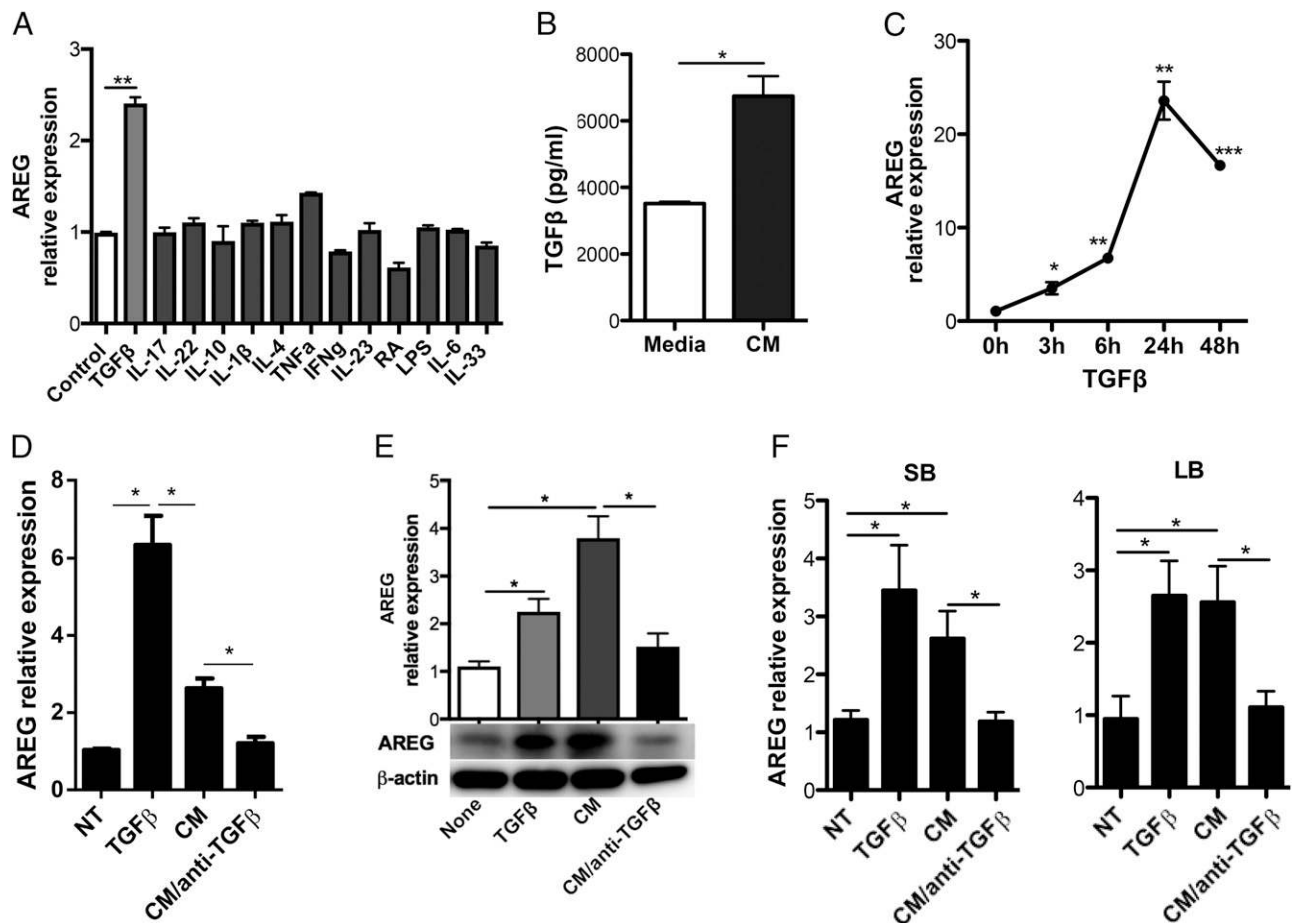 A
AREG
relative expression
3
2
1
0
**
Control
TGFβ
IL-17
IL-22
IL-10
IL-1β
IL-4
TNFa
IFNg
IL-23
RA
LPS
IL-6
IL-33
B
TGFβ (pg/ml)
8000
6000
4000
2000
0
*
Media
CM
C
AREG
relative expression
30
20
10
0
*
**
**
***
0h
3h
6h
24h
48h
TGFβ
D
AREG relative expression
8
6
4
2
0
*
*
*
NT
TGFβ
CM
CM/anti-TGFβ
E
AREG
relative expression
5
4
3
2
1
0
*
*
*
AREG
β-actin
None
TGFβ
CM
CM/anti-TGFβ
F
SB
AREG relative expression
5
4
3
2
1
0
*
*
*
NT
TGFβ
CM
CM/anti-TGFβ
LB
4
3
2
1
0
*
*
*
NT
TGFβ
CM
CM/anti-TGFβ